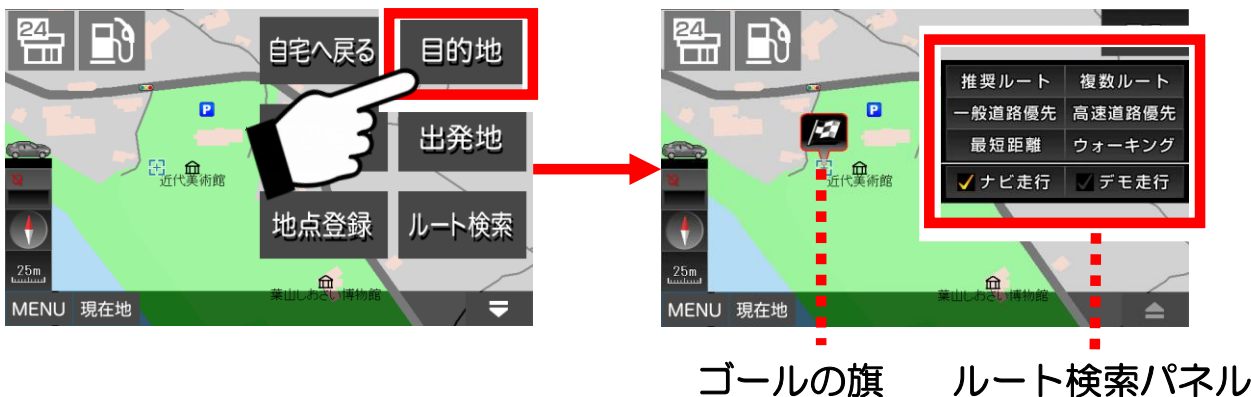 24
自宅へ戻る
目的地
P
出発地
近代美術館
地点登録
ルート検索
25m
葉山しおさい博物館
MENU
現在地
24
推奨ルート
複数ルート
一般道路優先
高速道路優先
最短距離
ウォーキング
ナビ走行
デモ走行
P
近代美術館
25m
葉山しおさい博物館
MENU
現在地
ゴールの旗
ルート検索パネル